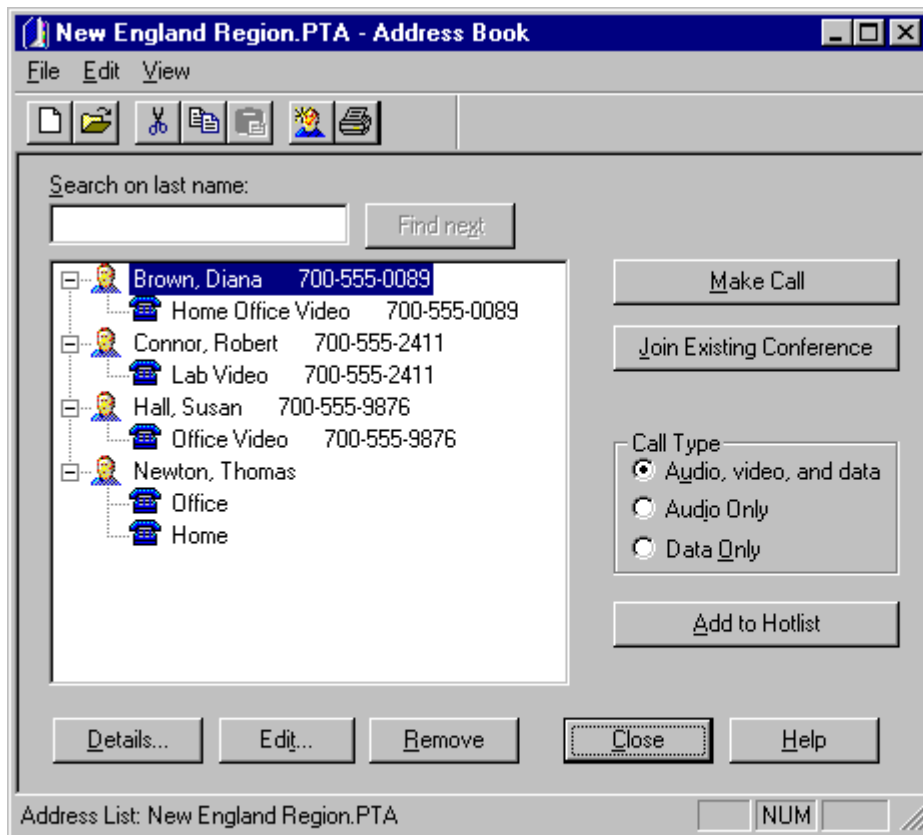 New England Region.PTA - Address Book
File Edit View
Search on last name:
Find next
Brown, Diana 700-555-0089
Home Office Video 700-555-0089
Connor, Robert 700-555-2411
Lab Video 700-555-2411
Hall, Susan 700-555-9876
Office Video 700-555-9876
Newton, Thomas
Office
Home
Make Call
Join Existing Conference
Call Type
Audio, video, and data
Audio Only
Data Only
Add to Hotlist
Details... Edit... Remove Close Help
Address List: New England Region.PTA NUM